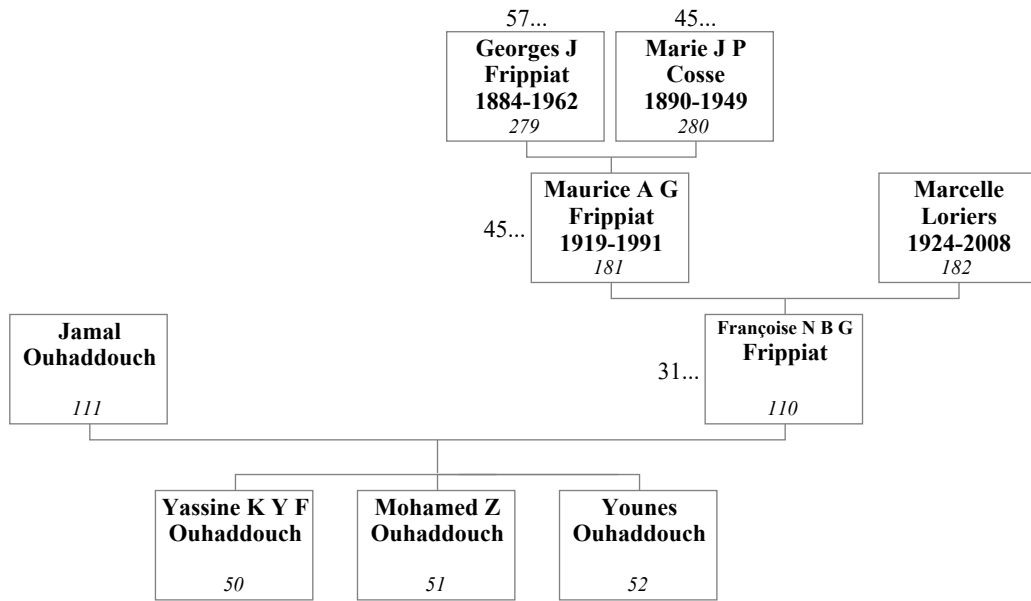 57...
45...
Georges J
Frippiat
1884-1962
279
Marie J P
Cosse
1890-1949
280
45...
Maurice A G
Frippiat
1919-1991
181
Marcelle
Loriers
1924-2008
182
Jamal
Ouhaddouch
111
31...
Françoise N B G
Frippiat
110
Yassine K Y F
Ouhaddouch
50
Mohamed Z
Ouhaddouch
51
Younes
Ouhaddouch
52